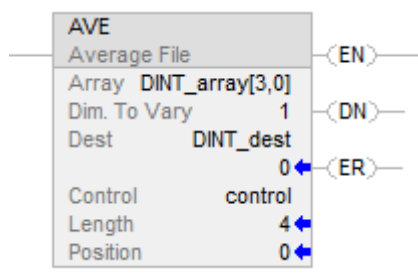 AVE
Average File
EN
Array DINT_array[3,0]
Dim. To Vary 1
DN
Dest DINT_dest
0
ER
Control control
Length 4
Position 0